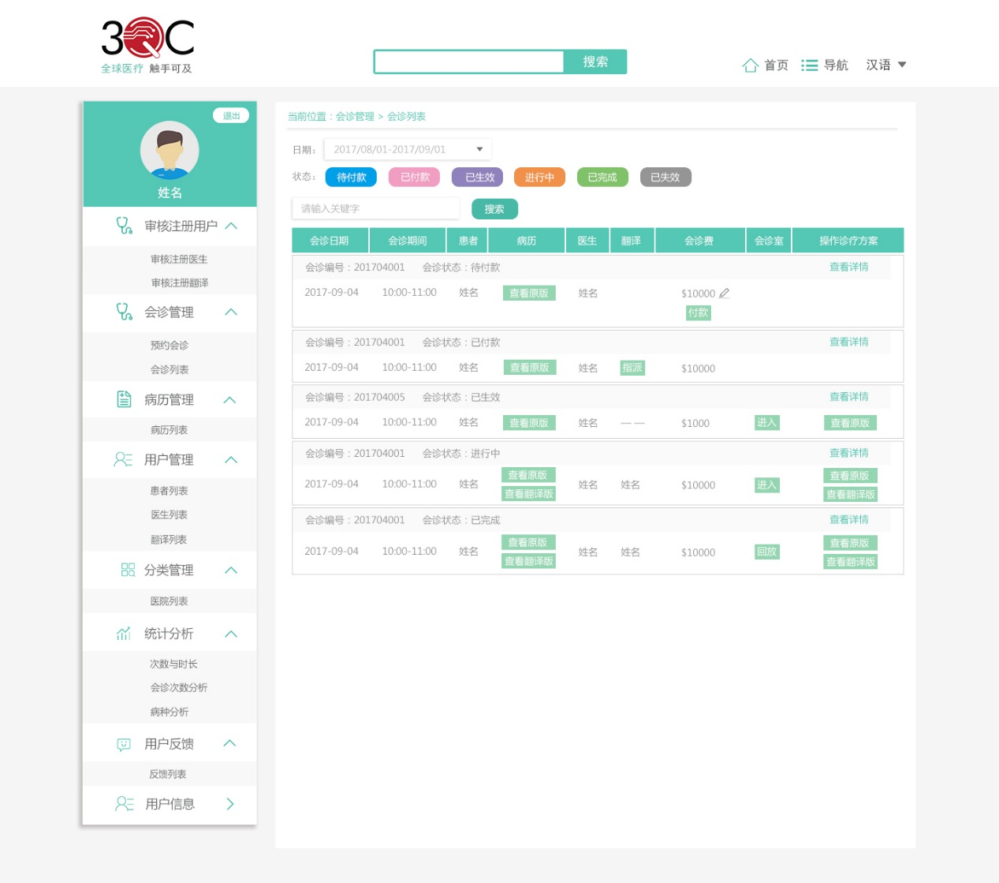 3QC
全球医疗 触手可及
搜索
首页 导航 汉语
退出
姓名
审核注册用户
审核注册医生
审核注册翻译
会诊管理
预约会诊
会诊列表
病历管理
病历列表
用户管理
患者列表
医生列表
翻译列表
分类管理
医院列表
统计分析
次数与时长
会诊次数分析
病种分析
用户反馈
反馈列表
用户信息
当前位置：会诊管理 > 会诊列表
日期： 2017/08/01-2017/09/01
状态： 待付款 已付款 已生效 进行中 已完成 已失效
请输入关键字 搜索
会诊日期 会诊期间 患者 病历 医生 翻译 会诊费 会诊室 操作诊疗方案
会诊编号：201704001 会诊状态：待付款 查看详情
2017-09-04 10:00-11:00 姓名 查看原版 姓名 $10000
付款
会诊编号：201704001 会诊状态：已付款 查看详情
2017-09-04 10:00-11:00 姓名 查看原版 姓名 指派 $10000
会诊编号：201704005 会诊状态：已生效 查看详情
2017-09-04 10:00-11:00 姓名 查看原版 姓名 — — $1000 进入 查看原版
会诊编号：201704001 会诊状态：进行中 查看详情
2017-09-04 10:00-11:00 姓名 查看原版 姓名 姓名 $10000 进入 查看原版
查看翻译版 查看翻译版
会诊编号：201704001 会诊状态：已完成 查看详情
2017-09-04 10:00-11:00 姓名 查看原版 姓名 姓名 $10000 回放 查看原版
查看翻译版 查看翻译版